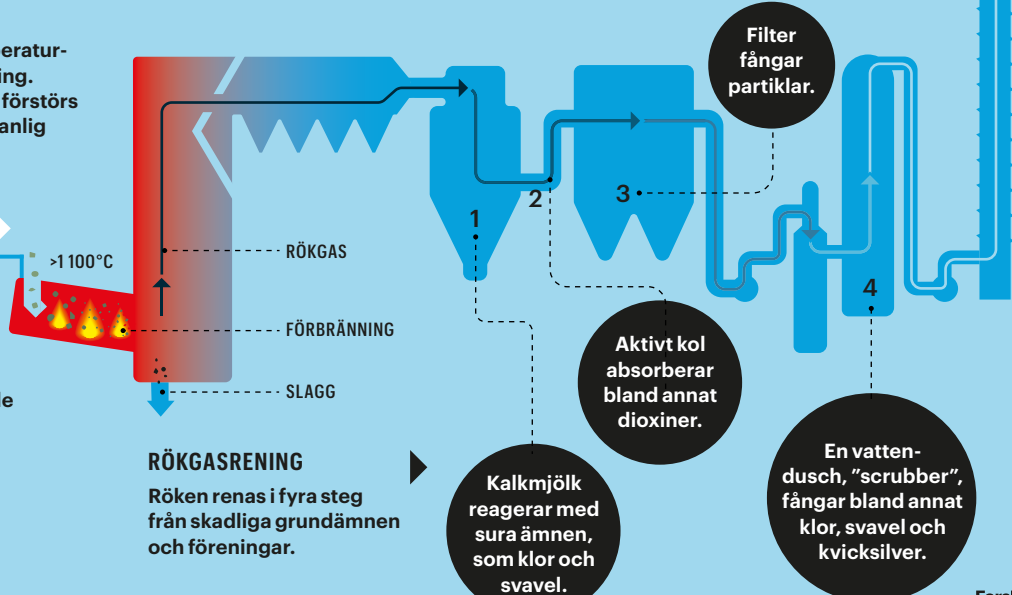 eratur-
ing.
förstörs
anlig
>1 100°C
RÖKGAS
FÖRBRÄNNING
SLAGG
le
RÖKGASRENING
Röken renas i fyra steg
från skadliga grundämnen
och föreningar.
1
Kalkmjölk
reagerar med
sura ämnen,
som klor och
svavel.
2
Aktivt kol
absorberar
bland annat
dioxiner.
3
Filter
fångar
partiklar.
4
En vatten-
dusch, ”scrubber”,
fångar bland annat
klor, svavel och
kvicksilver.